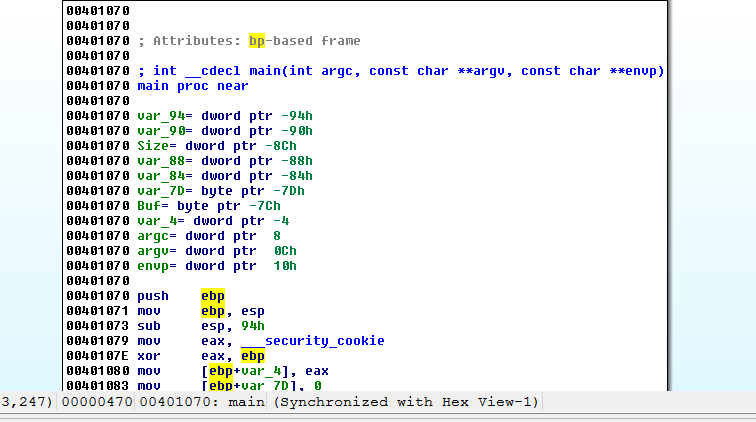 00401070
00401070
00401070 ; Attributes: bp-based frame
00401070
00401070 ; int __cdecl main(int argc, const char **argv, const char **envp)
00401070 main proc near
00401070
00401070 var_94= dword ptr -94h
00401070 var_90= dword ptr -90h
00401070 Size= dword ptr -8Ch
00401070 var_88= dword ptr -88h
00401070 var_84= dword ptr -84h
00401070 var_7D= byte ptr -7Dh
00401070 Buf= byte ptr -7Ch
00401070 var_4= dword ptr -4
00401070 argc= dword ptr  8
00401070 argv= dword ptr  0Ch
00401070 envp= dword ptr  10h
00401070
00401070 push    ebp
00401071 mov     ebp, esp
00401073 sub     esp, 94h
00401079 mov     eax, ___security_cookie
0040107E xor     eax, ebp
00401080 mov     [ebp+var_4], eax
00401083 mov     [ebp+var_7D], 0
3,247) 00000470 00401070: main (Synchronized with Hex View-1)